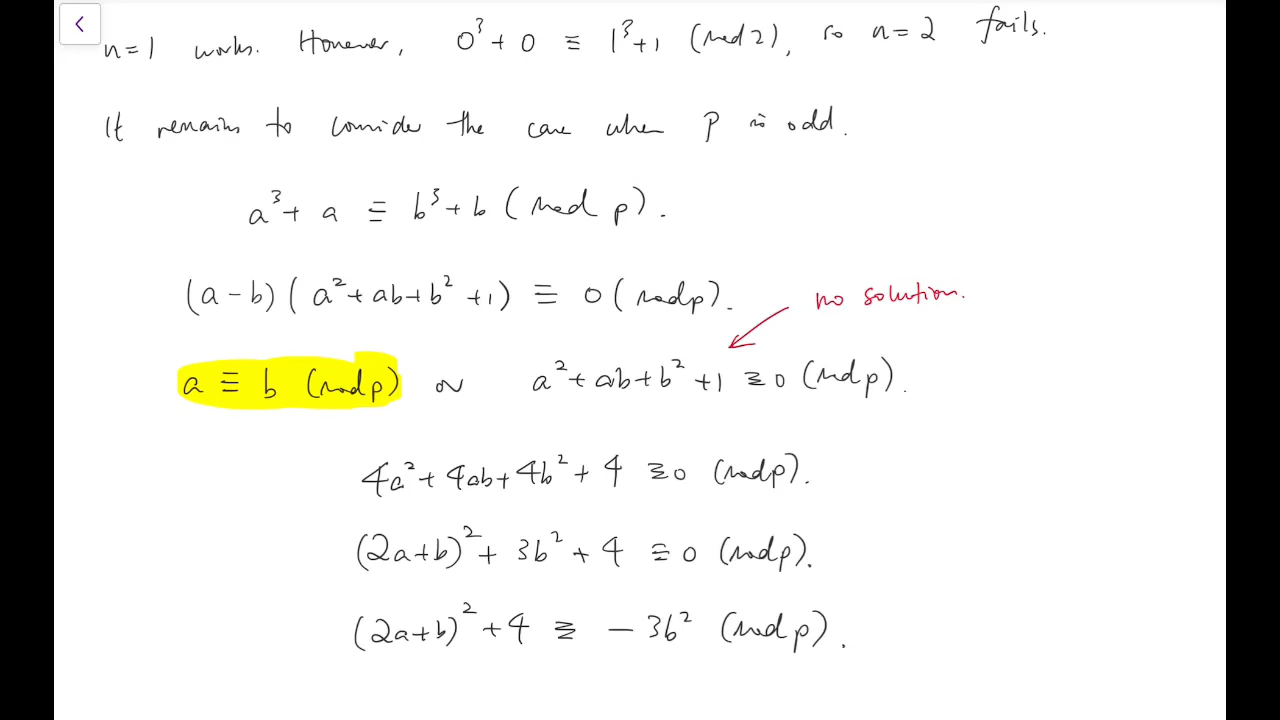 n=1 works. However, 0³+0 ≡ 1³+1 (mod 2), so n=2 fails.
It remains to consider the case when p is odd.
a³+ a ≡ b³+b (mod p).
(a-b)(a²+ab+b²+1) ≡ 0 (mod p).
no solution.
a ≡ b (mod p) or a²+ab+b²+1 ≡0 (mod p).
4a²+4ab+4b²+4 ≡0 (mod p).
(2a+b)²+3b²+4 ≡0 (mod p).
(2a+b)²+4 ≡ -3b² (mod p).